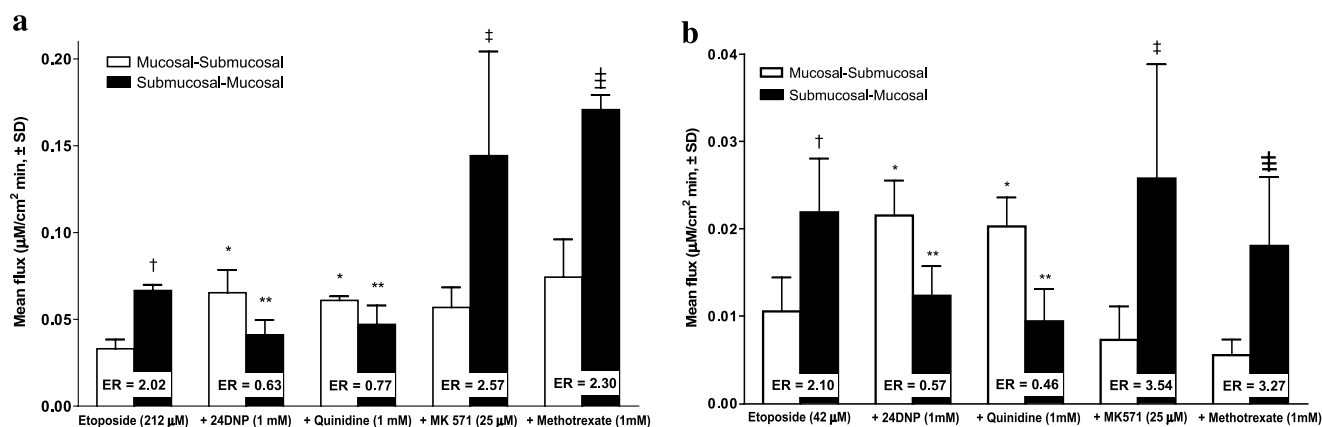 a
Mean flux (µM/cm² min, ± SD)
0.20
0.15
0.10
0.05
0.00
Mucosal-Submucosal
Submucosal-Mucosal
†
*
**
*
**
‡
‡
ER = 2.02
ER = 0.63
ER = 0.77
ER = 2.57
ER = 2.30
Etoposide (212 µM)
+ 24DNP (1 mM)
+ Quinidine (1 mM)
+ MK 571 (25 µM)
+ Methotrexate (1mM)
b
Mean flux (µM/cm² min, ± SD)
0.04
0.03
0.02
0.01
0.00
Mucosal-Submucosal
Submucosal-Mucosal
†
*
**
*
**
‡
ER = 2.10
ER = 0.57
ER = 0.46
ER = 3.54
ER = 3.27
Etoposide (42 µM)
+ 24DNP (1mM)
+ Quinidine (1mM)
+ MK571 (25 µM)
+ Methotrexate (1mM)